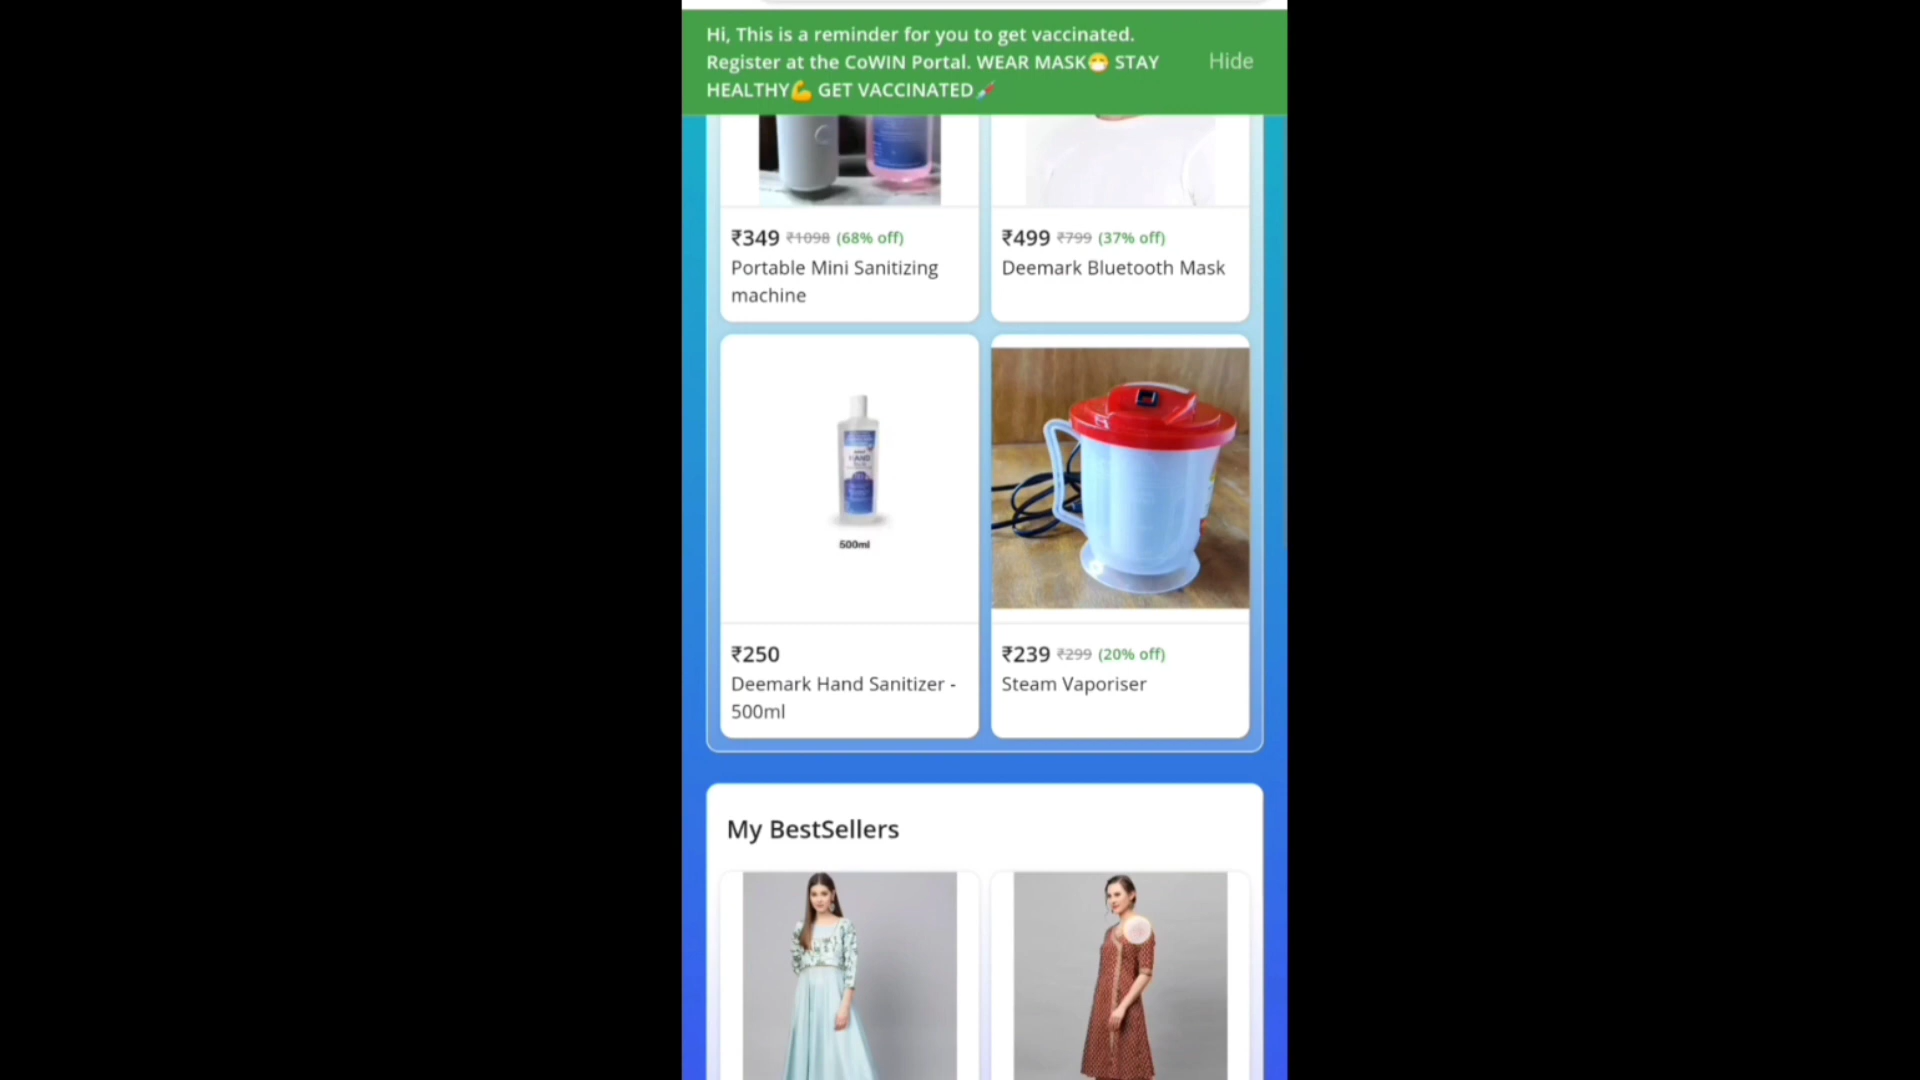 Hi, This is a reminder for you to get vaccinated.
Register at the CoWIN Portal. WEAR MASK😷 STAY
HEALTHY💪 GET VACCINATED💉
Hide
₹349 ₹1098 (68% off)
Portable Mini Sanitizing
machine
₹499 ₹799 (37% off)
Deemark Bluetooth Mask
HAND
500ml
₹250
Deemark Hand Sanitizer -
500ml
₹239 ₹299 (20% off)
Steam Vaporiser
My BestSellers